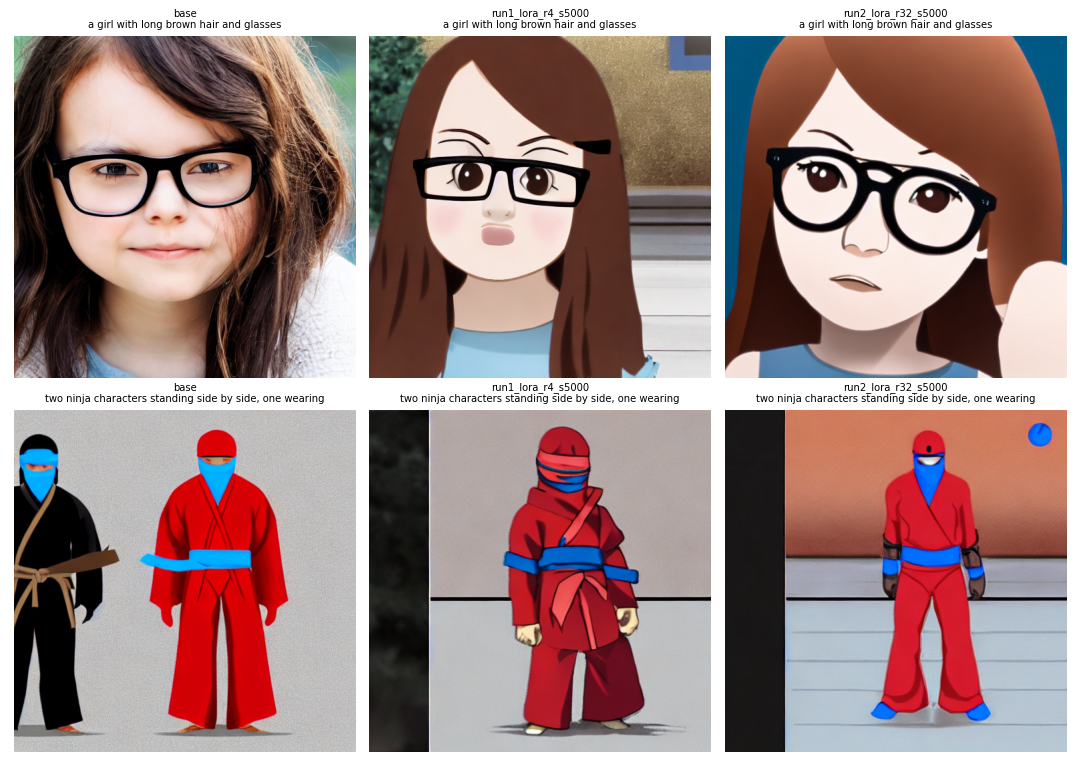 base
a girl with long brown hair and glasses
run1_lora_r4_s5000
a girl with long brown hair and glasses
run2_lora_r32_s5000
a girl with long brown hair and glasses
base
two ninja characters standing side by side, one wearing
run1_lora_r4_s5000
two ninja characters standing side by side, one wearing
run2_lora_r32_s5000
two ninja characters standing side by side, one wearing